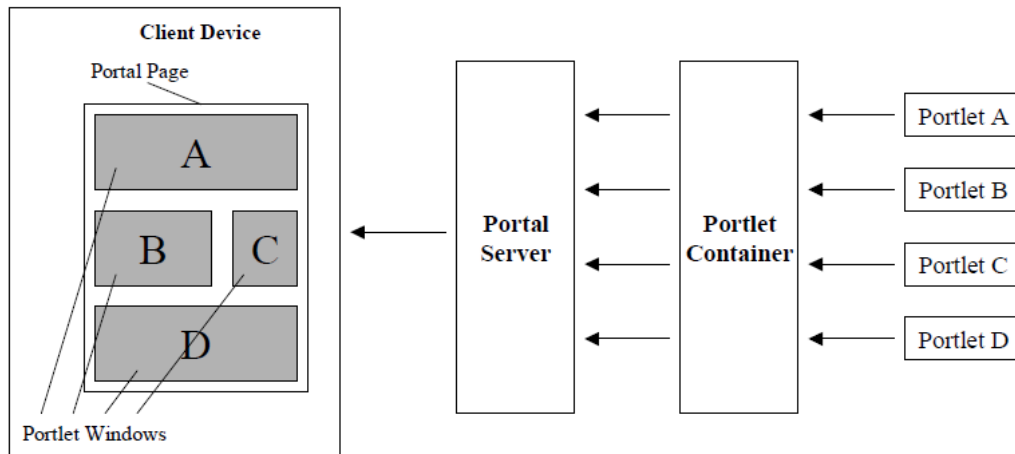 Client Device
Portal Page
A
B
C
D
Portlet Windows
Portal
Server
Portlet
Container
Portlet A
Portlet B
Portlet C
Portlet D